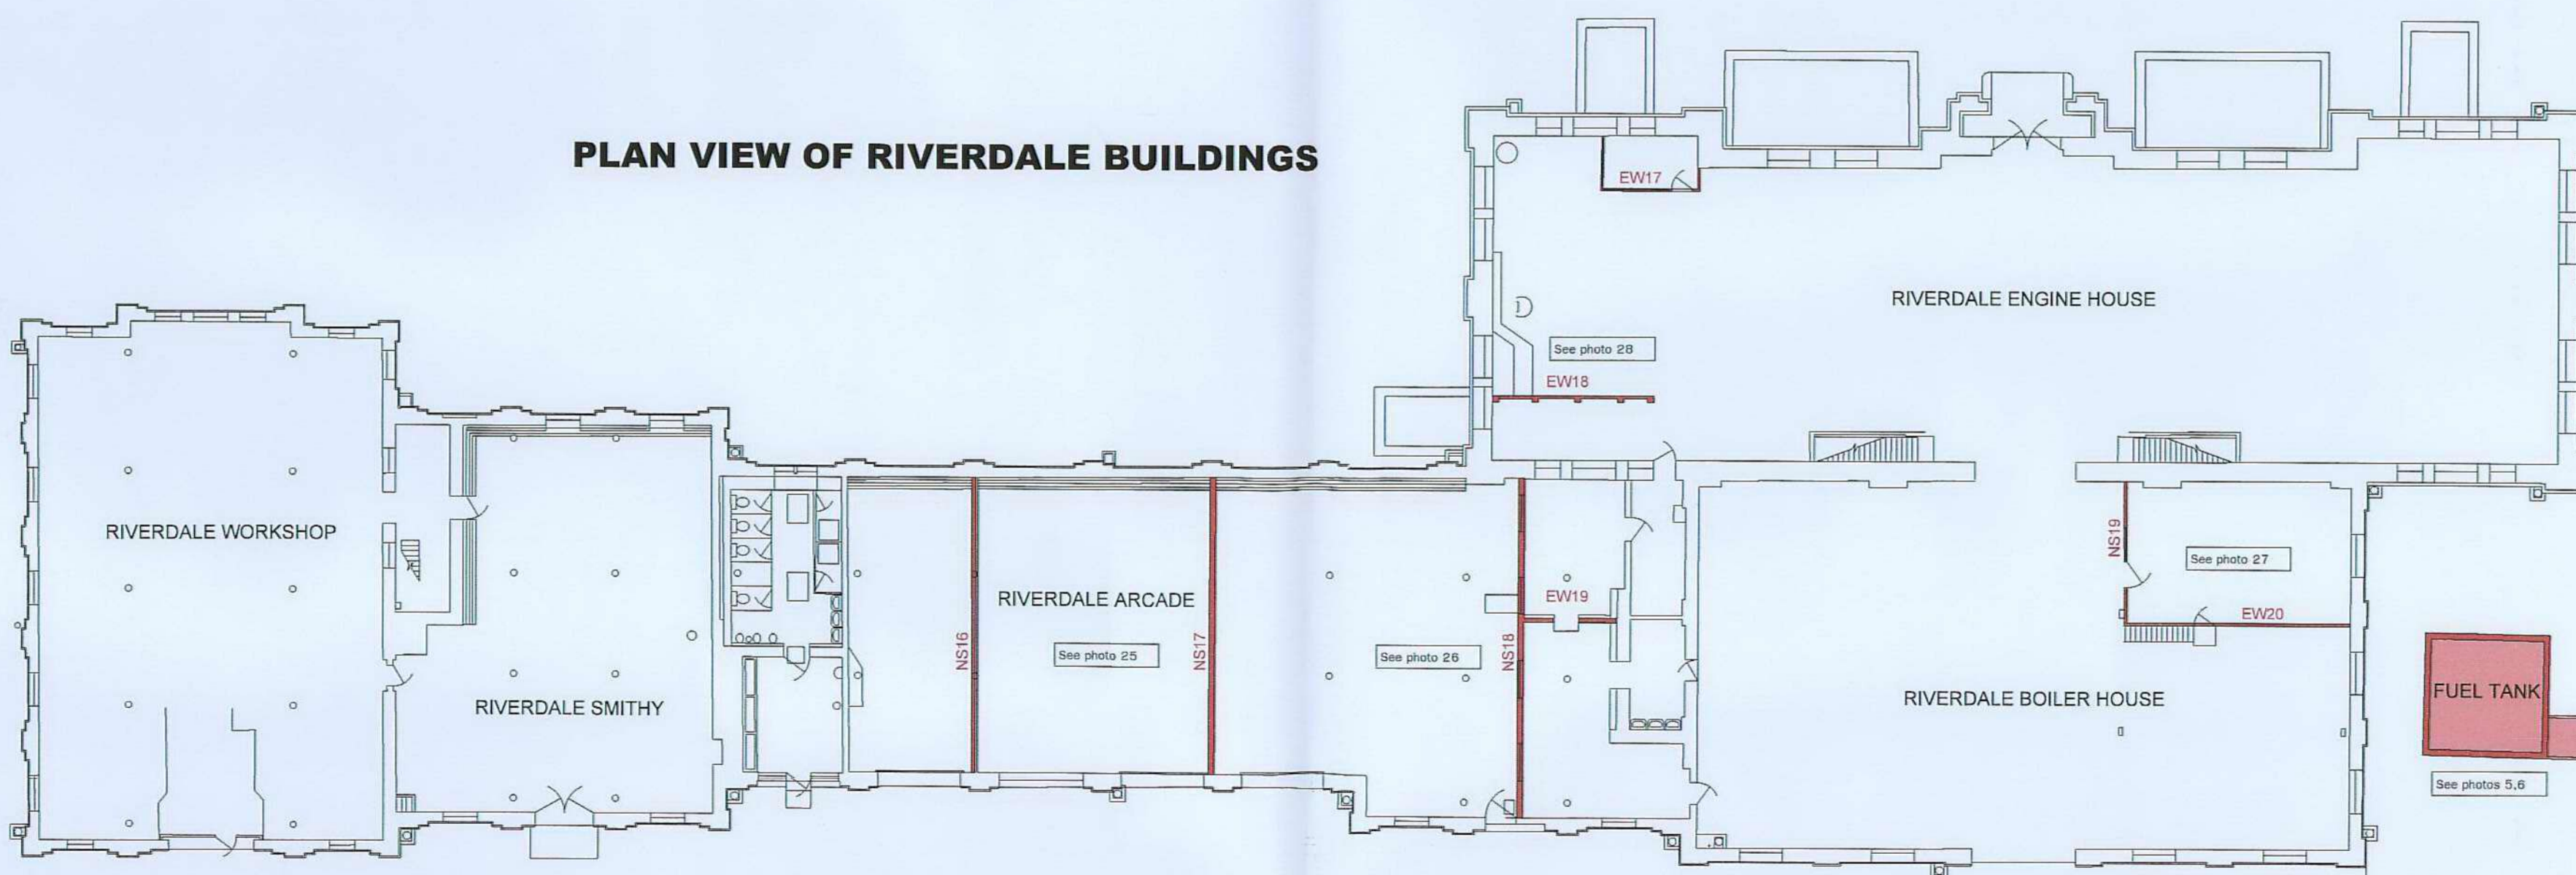 PLAN VIEW OF RIVERDALE BUILDINGS
EW17
RIVERDALE ENGINE HOUSE
See photo 28
EW18
RIVERDALE WORKSHOP
NS19
See photo 27
RIVERDALE ARCADE
EW19
EW20
NS16
See photo 25
NS17
See photo 26
NS18
RIVERDALE SMITHY
RIVERDALE BOILER HOUSE
FUEL TANK
See photos 5,6